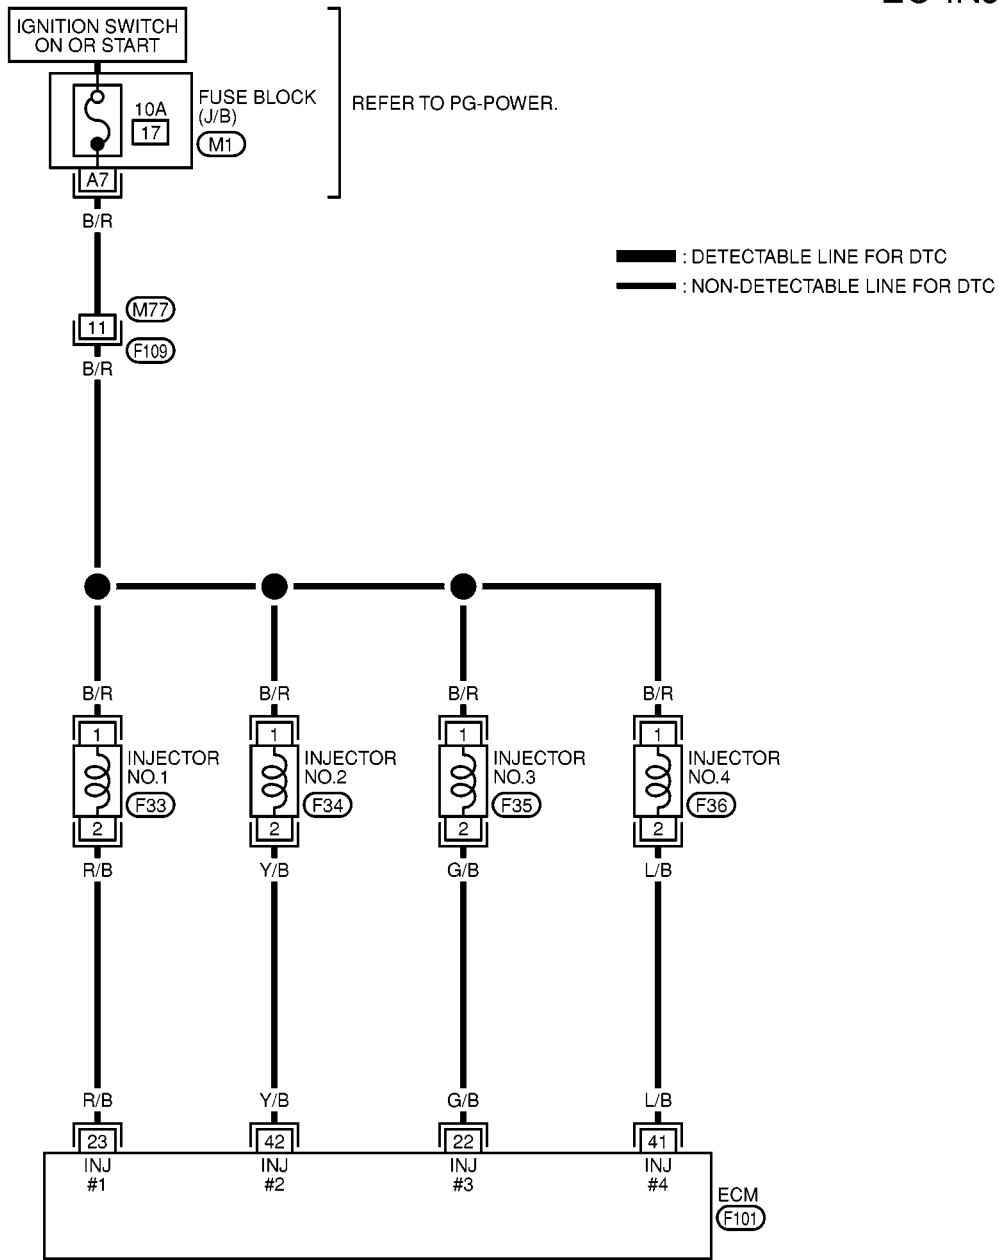 IGNITION SWITCH
ON OR START
10A
17
FUSE BLOCK
(J/B)
M1
REFER TO PG-POWER.
A7
B/R
: DETECTABLE LINE FOR DTC
: NON-DETECTABLE LINE FOR DTC
M77
11
F109
B/R
B/R B/R B/R B/R
1 1 1 1
INJECTOR INJECTOR INJECTOR INJECTOR
NO.1 NO.2 NO.3 NO.4
F33 F34 F35 F36
2 2 2 2
R/B Y/B G/B L/B
R/B Y/B G/B L/B
23 42 22 41
INJ INJ INJ INJ
#1 #2 #3 #4
ECM
F101